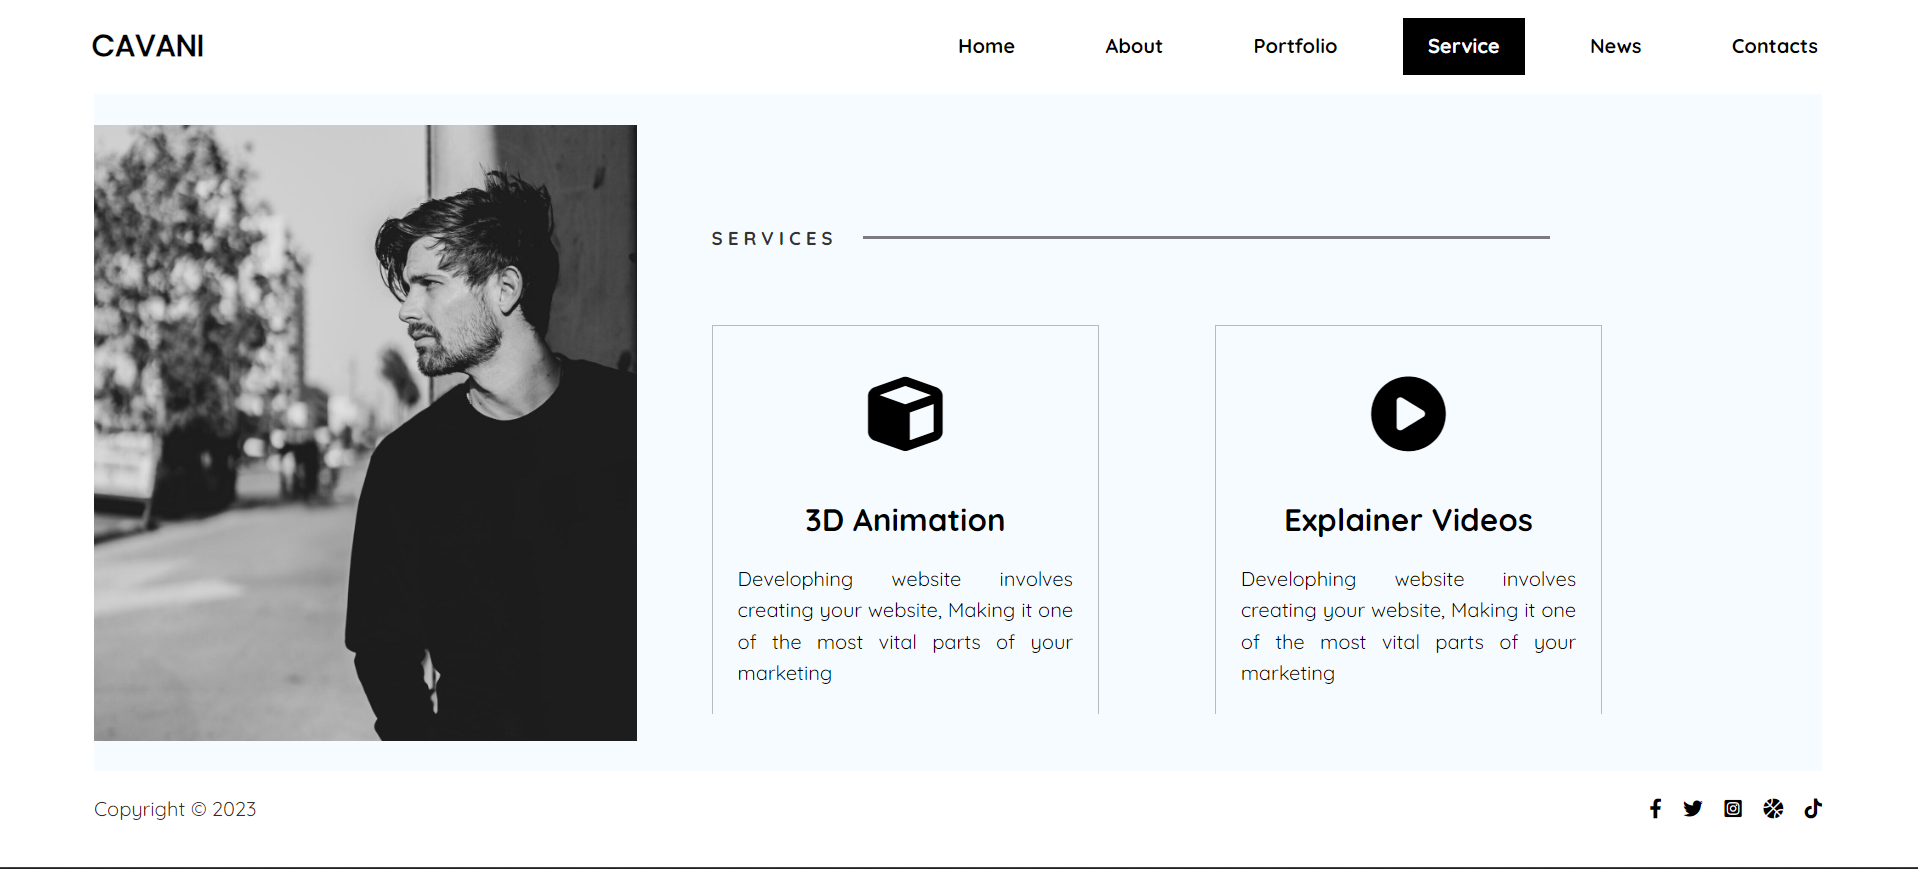 CAVANI
Home About Portfolio Service News Contacts
SERVICES
3D Animation
Develophing website involves
creating your website, Making it one
of the most vital parts of your
marketing
Explainer Videos
Develophing website involves
creating your website, Making it one
of the most vital parts of your
marketing
Copyright © 2023